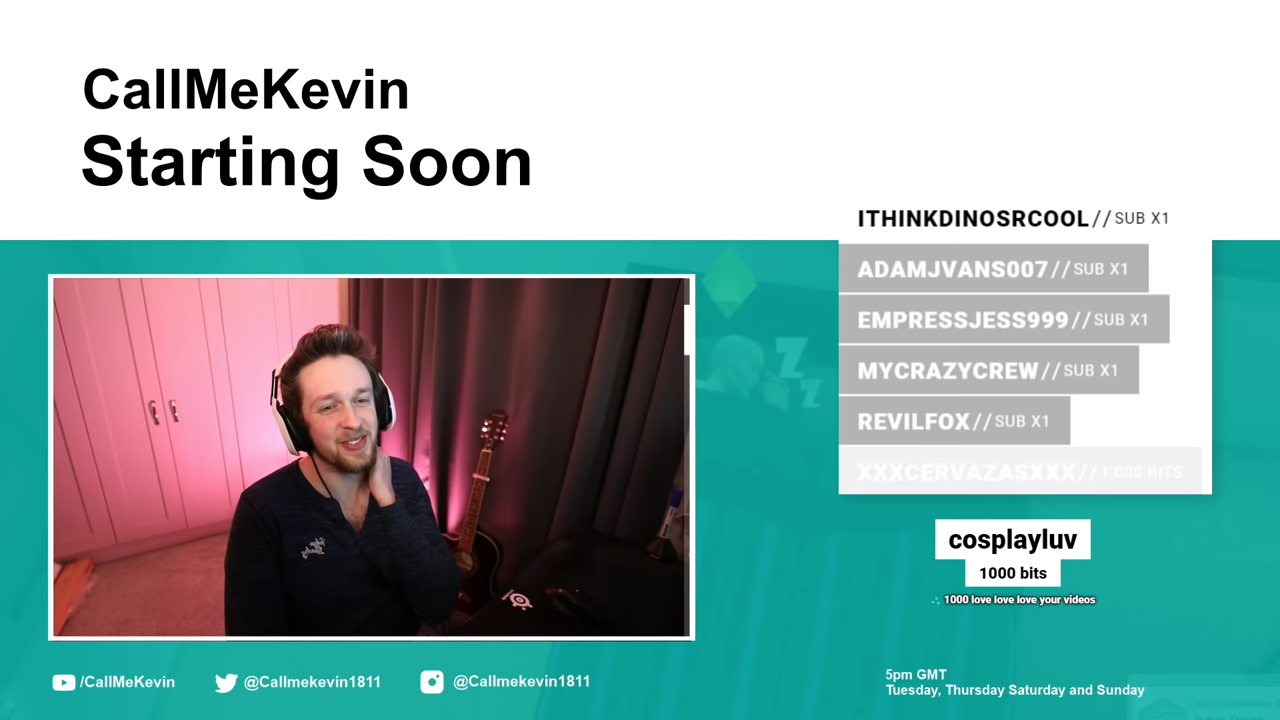 CallMeKevin
Starting Soon
ITHINKDINOSRCOOL//SUB X1
ADAMJVANS007//SUB X1
EMPRESSJESS999//SUB X1
MYCRAZYCREW//SUB X1
REVILFOX//SUB X1
XXXCERVAZASXXX//1,000 BITS
Z
Z
cosplayluv
1000 bits
1000 love love love your videos
/CallMeKevin
@Callmekevin1811
@Callmekevin1811
5pm GMT
Tuesday, Thursday Saturday and Sunday